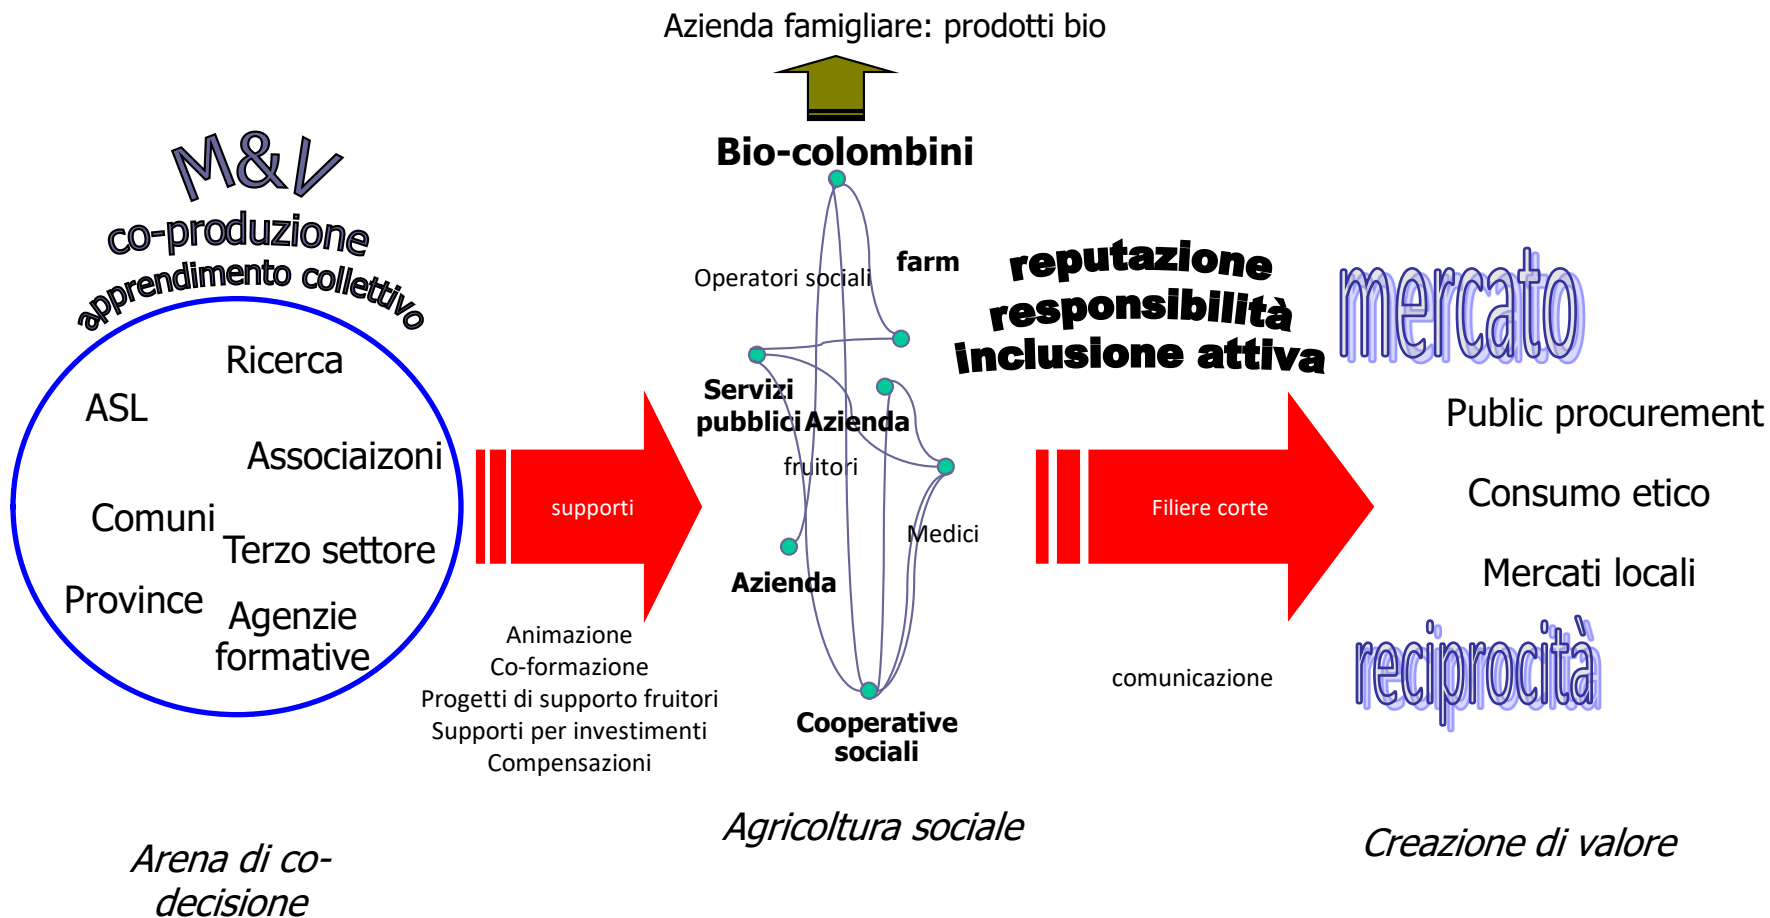 Azienda famigliare: prodotti bio
M&V
co-produzione
apprendimento collettivo
Ricerca
ASL
Associaizoni
Comuni
Terzo settore
Province
Agenzie
formative
Arena di co-
decisione
supporti
Animazione
Co-formazione
Progetti di supporto fruitori
Supporti per investimenti
Compensazioni
Bio-colombini
Operatori sociali
farm
Servizi
pubblici
Azienda
fruitori
Medici
Azienda
Cooperative
sociali
Agricoltura sociale
reputazione
responsibilità
inclusione attiva
Filiere corte
comunicazione
mercato
Public procurement
Consumo etico
Mercati locali
reciprocità
Creazione di valore